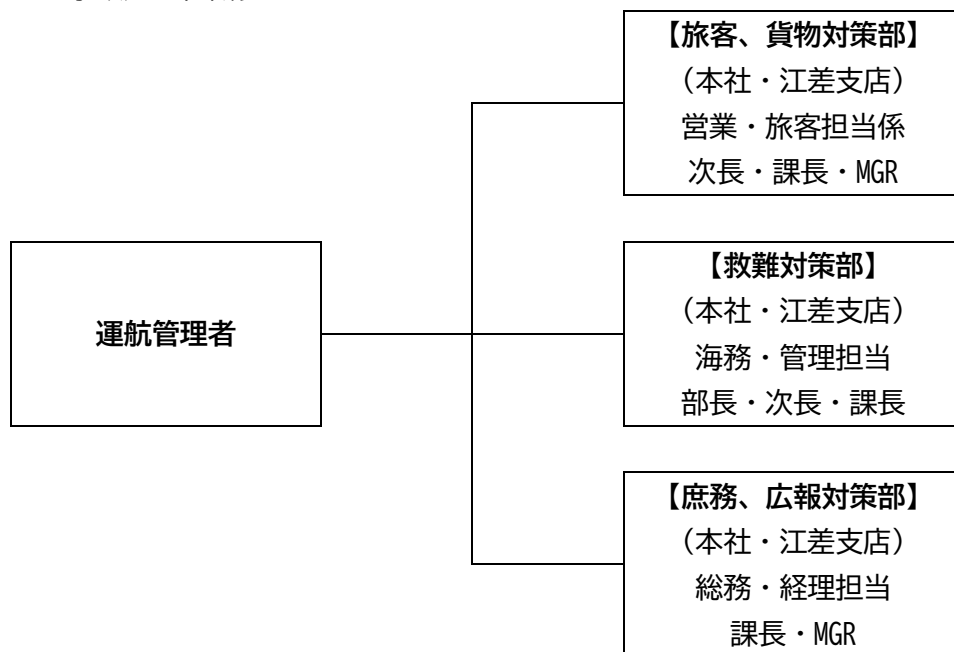 運航管理者
【旅客、貨物対策部】
（本社・江差支店）
営業・旅客担当係
次長・課長・MGR
【救難対策部】
（本社・江差支店）
海務・管理担当
部長・次長・課長
【庶務、広報対策部】
（本社・江差支店）
総務・経理担当
課長・MGR